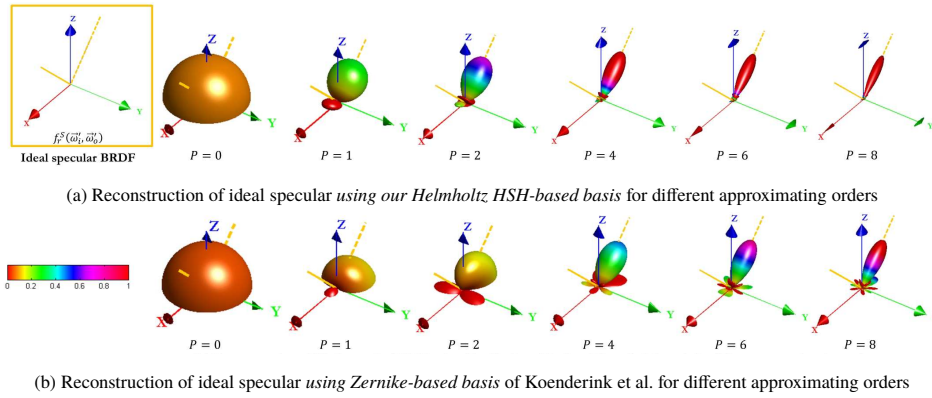 Z
X
Y
f_r^S(ω⃗'_i, ω⃗'_o)
Ideal specular BRDF
Z X Y
P = 0
Z X Y
P = 1
Z X Y
P = 2
Z X Y
P = 4
Z X Y
P = 6
Z X Y
P = 8
(a) Reconstruction of ideal specular using our Helmholtz HSH-based basis for different approximating orders
0 0.2 0.4 0.6 0.8 1
Z X Y
P = 0
Z X Y
P = 1
Z X Y
P = 2
Z X Y
P = 4
Z X Y
P = 6
Z X Y
P = 8
(b) Reconstruction of ideal specular using Zernike-based basis of Koenderink et al. for different approximating orders